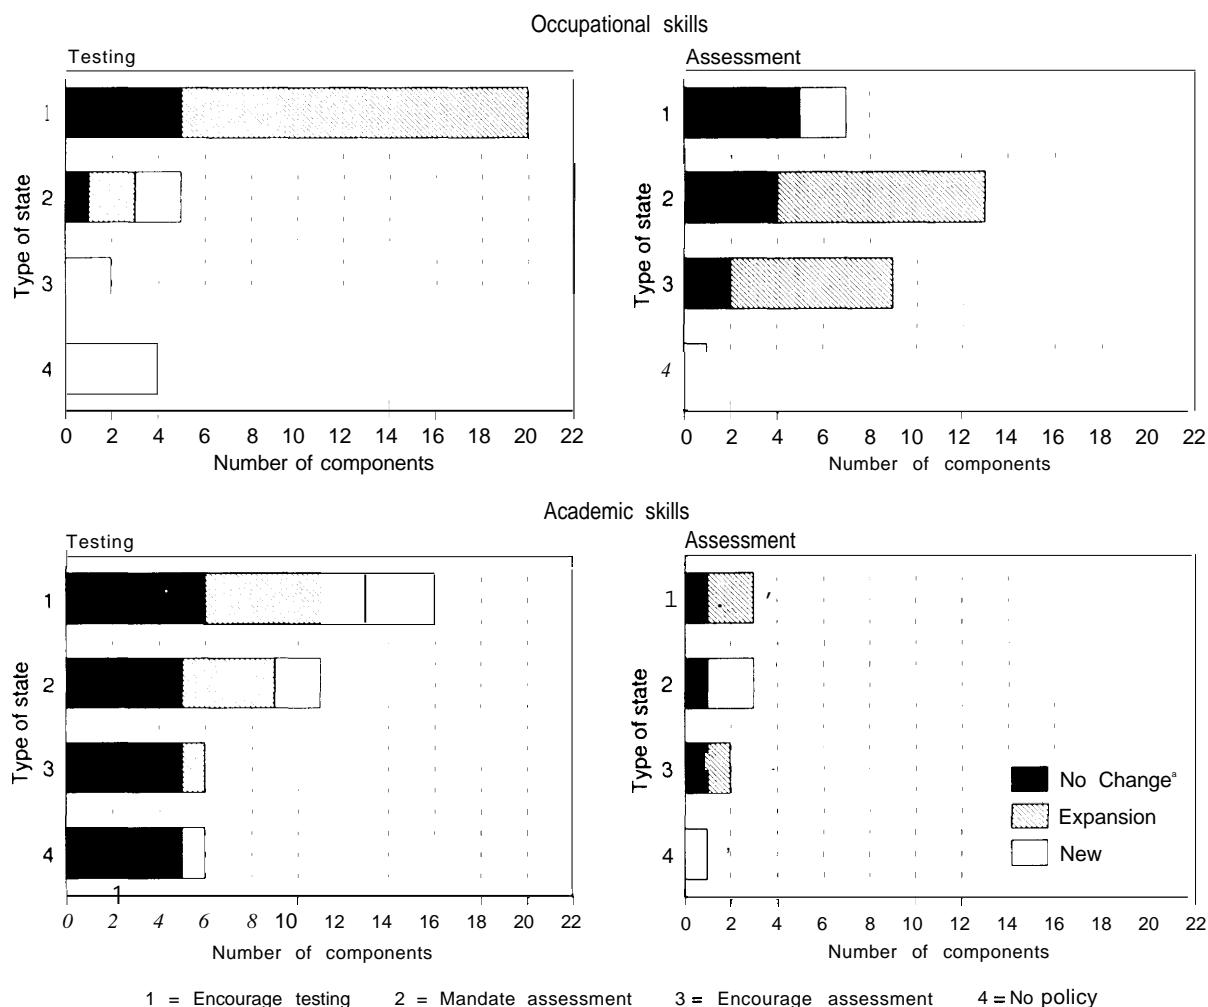 Occupational skills
Testing
1
2
3
4
Type of state
0 2 4 6 8 10 12 14 16 18 20 22
Number of components
Assessment
1
2
3
4
Type of state
0 2 4 6 8 10 12 14 16 18 20 22
Number of components
Academic skills
Testing
1
2
3
4
Type of state
0 2 4 6 8 10 12 14 16 18 20 22
Number of components
Assessment
1
2
3
4
Type of state
No Changeᵃ
Expansion
New
0 2 4 6 8 10 12 14 16 18 20 22
Number of components
1 = Encourage testing 2 = Mandate assessment 3 = Encourage assessment 4 = No policy